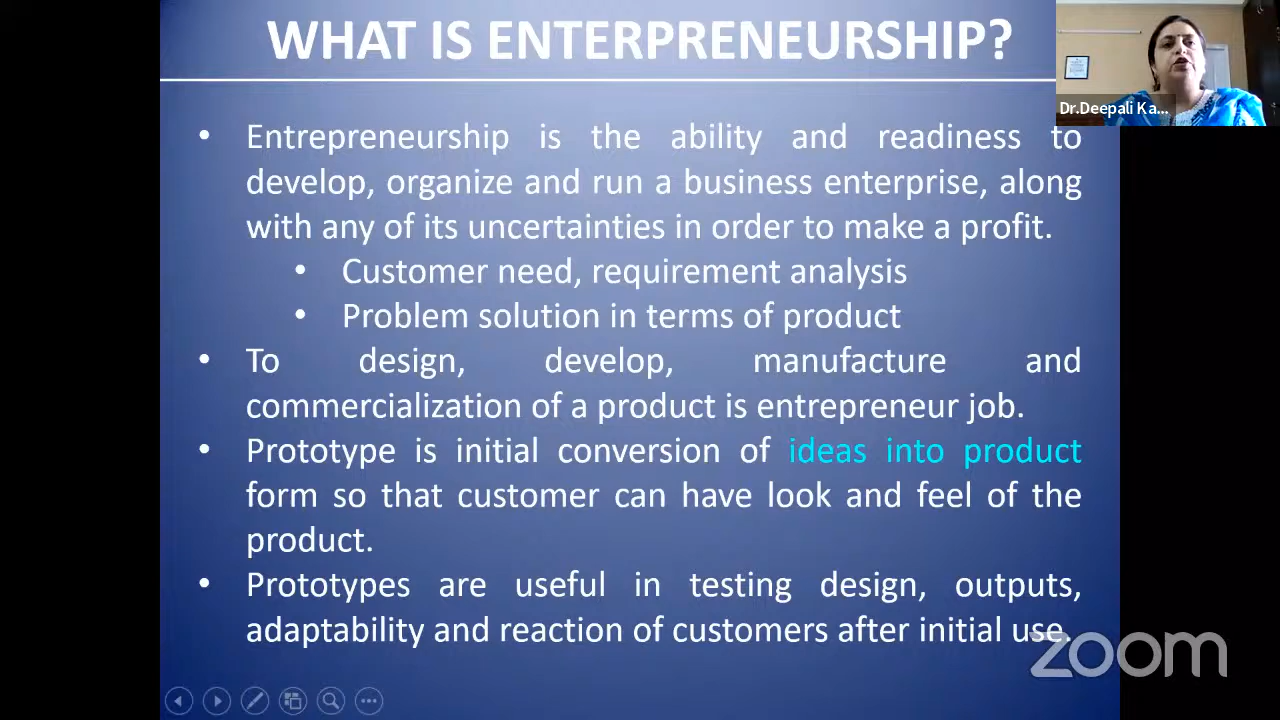 WHAT IS ENTERPRENEURSHIP?
Dr.Deepali Ka...
• Entrepreneurship is the ability and readiness to
develop, organize and run a business enterprise, along
with any of its uncertainties in order to make a profit.
• Customer need, requirement analysis
• Problem solution in terms of product
• To design, develop, manufacture and
commercialization of a product is entrepreneur job.
• Prototype is initial conversion of ideas into product
form so that customer can have look and feel of the
product.
• Prototypes are useful in testing design, outputs,
adaptability and reaction of customers after initial use.
zoom